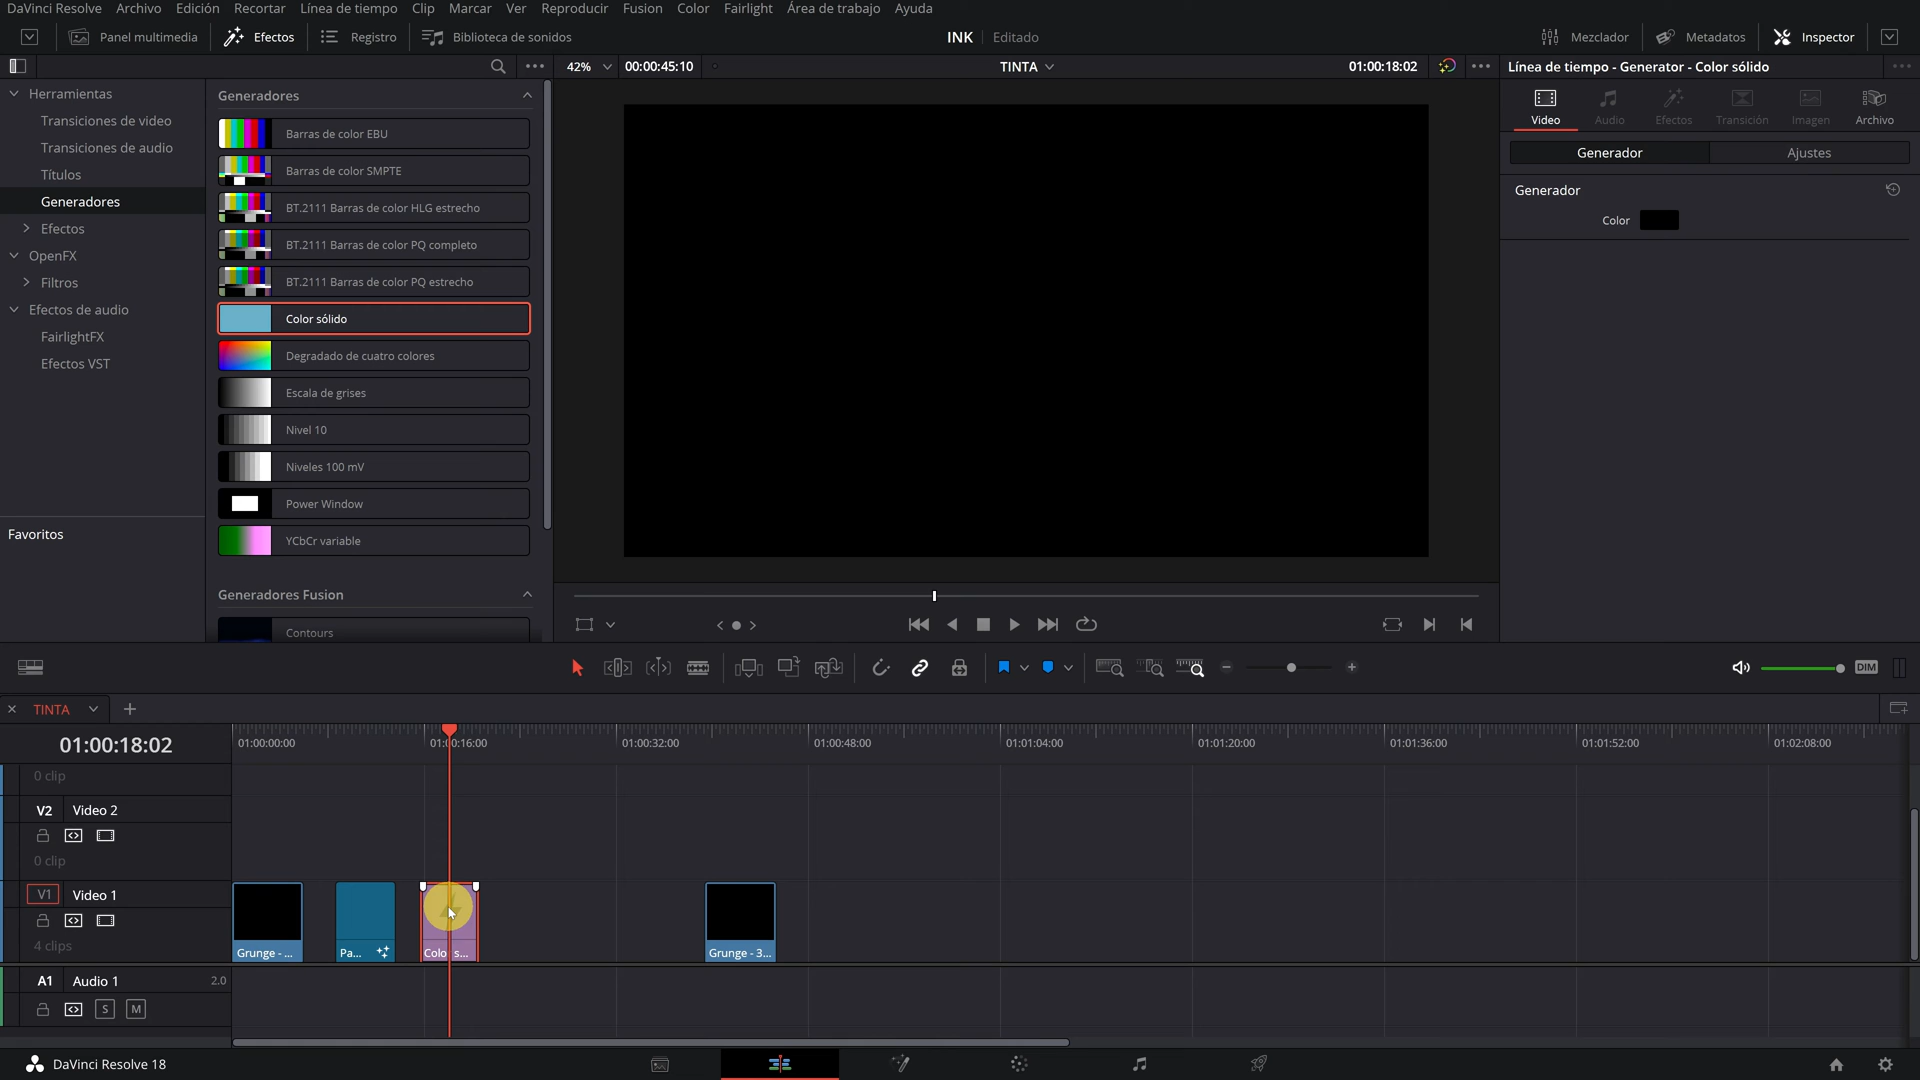 DaVinci Resolve Archivo Edición Recortar Línea de tiempo Clip Marcar Ver Reproducir Fusion Color Fairlight Área de trabajo Ayuda
Panel multimedia Efectos Registro Biblioteca de sonidos INK Editado Mezclador Metadatos Inspector
42% 00:00:45:10 TINTA 01:00:18:02 Línea de tiempo - Generator - Color sólido
Herramientas
Transiciones de video
Transiciones de audio
Títulos
Generadores
Efectos
OpenFX
Filtros
Efectos de audio
FairlightFX
Efectos VST
Favoritos
Generadores
Barras de color EBU
Barras de color SMPTE
BT.2111 Barras de color HLG estrecho
BT.2111 Barras de color PQ completo
BT.2111 Barras de color PQ estrecho
Color sólido
Degradado de cuatro colores
Escala de grises
Nivel 10
Niveles 100 mV
Power Window
YCbCr variable
Generadores Fusion
Contours
Video Audio Efectos Transición Imagen Archivo
Generador Ajustes
Generador
Color
DIM
TINTA
01:00:18:02
01:00:00:00 01:00:16:00 01:00:32:00 01:00:48:00 01:01:04:00 01:01:20:00 01:01:36:00 01:01:52:00 01:02:08:00
0 clip
V2 Video 2
0 clip
V1 Video 1
4 clips
Grunge - ... Pa... Colo s... Grunge - 3...
A1 Audio 1 2.0
S M
DaVinci Resolve 18